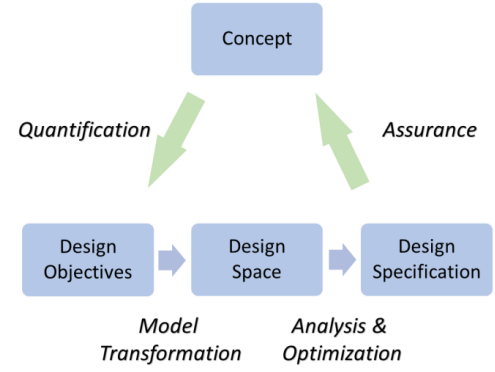 Concept
Quantification
Assurance
Design
Objectives
Design
Space
Design
Specification
Model
Transformation
Analysis &
Optimization